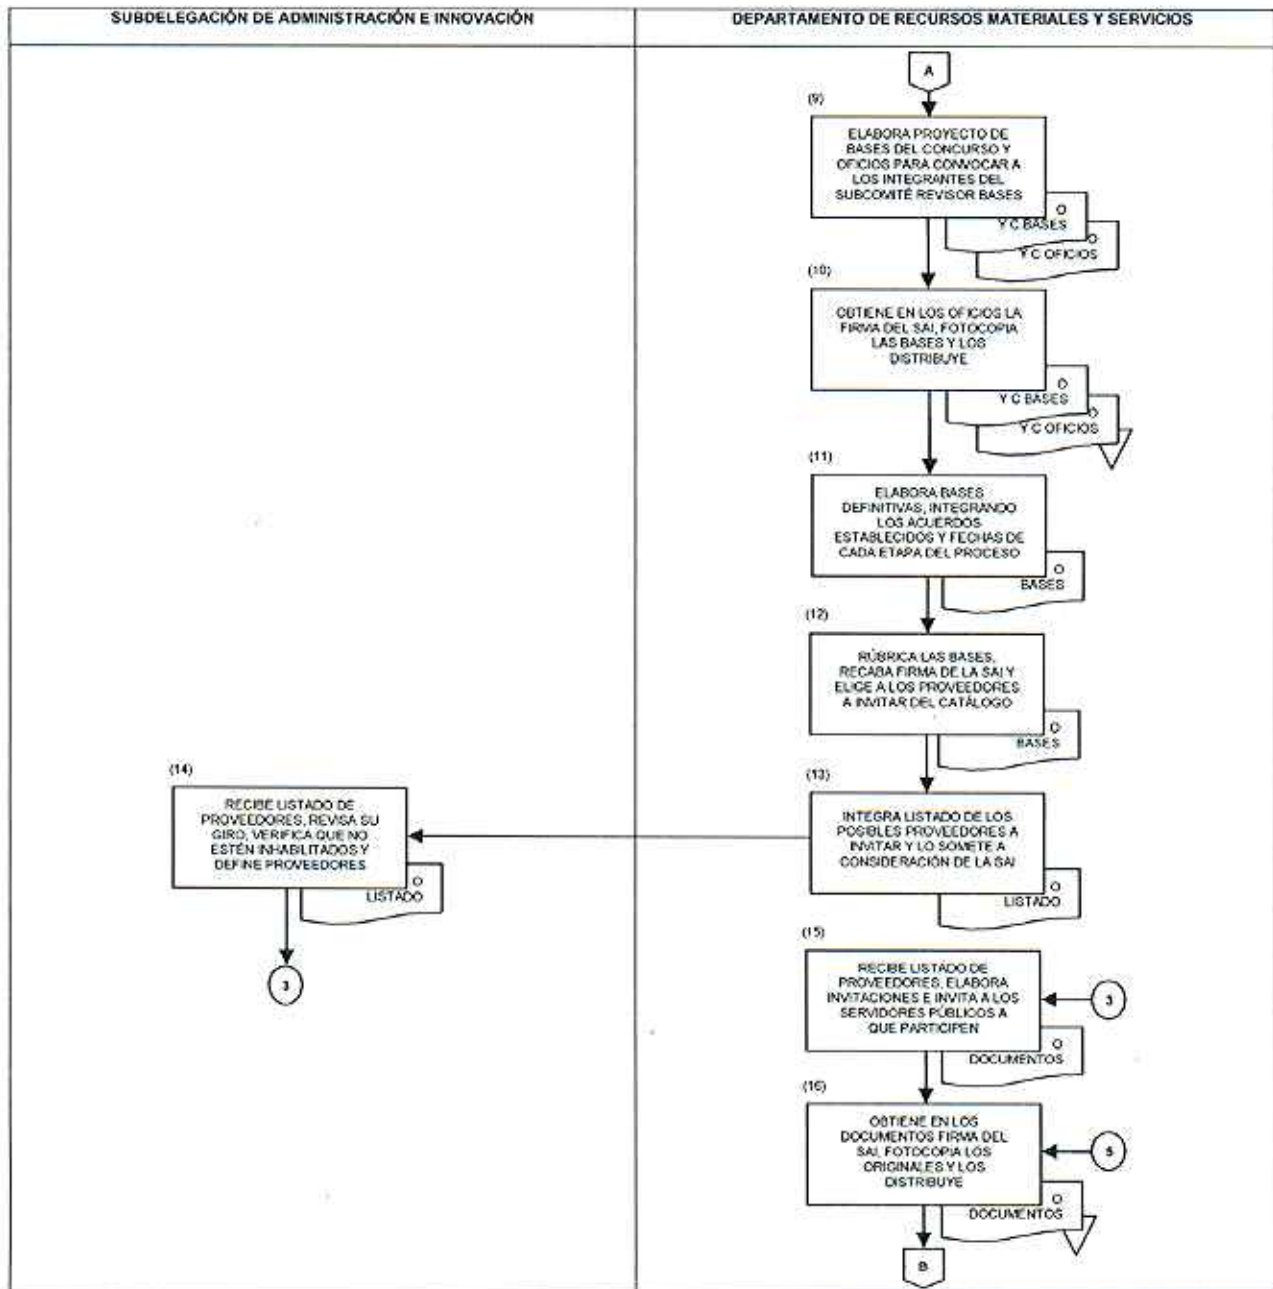 SUBDELEGACIÓN DE ADMINISTRACIÓN E INNOVACIÓN
DEPARTAMENTO DE RECURSOS MATERIALES Y SERVICIOS
A
(9)
ELABORA PROYECTO DE
BASES DEL CONCURSO Y
OFICIOS PARA CONVOCAR A
LOS INTEGRANTES DEL
SUBCOMITÉ REVISOR BASES
O
Y C BASES
O
Y C OFICIOS
(10)
OBTIENE EN LOS OFICIOS LA
FIRMA DEL SAI, FOTOCOPIA
LAS BASES Y LOS
DISTRIBUYE
O
Y C BASES
O
Y C OFICIOS
(11)
ELABORA BASES
DEFINITIVAS, INTEGRANDO
LOS ACUERDOS
ESTABLECIDOS Y FECHAS DE
CADA ETAPA DEL PROCESO
O
BASES
(12)
RÚBRICA LAS BASES,
RECABA FIRMA DE LA SAI Y
ELIGE A LOS PROVEEDORES
A INVITAR DEL CATÁLOGO
O
BASES
(13)
INTEGRA LISTADO DE LOS
POSIBLES PROVEEDORES A
INVITAR Y LO SOMETE A
CONSIDERACIÓN DE LA SAI
O
LISTADO
(14)
RECIBE LISTADO DE
PROVEEDORES, REVISA SU
GIRO, VERIFICA QUE NO
ESTÉN INHABILITADOS Y
DEFINE PROVEEDORES
O
LISTADO
3
(15)
RECIBE LISTADO DE
PROVEEDORES, ELABORA
INVITACIONES E INVITA A LOS
SERVIDORES PÚBLICOS A
QUE PARTICIPEN
3
O
DOCUMENTOS
(16)
OBTIENE EN LOS
DOCUMENTOS FIRMA DEL
SAI, FOTOCOPIA LOS
ORIGINALES Y LOS
DISTRIBUYE
5
O
DOCUMENTOS
B